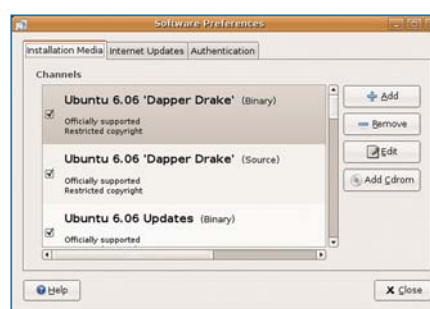 Software Preferences
Installation Media Internet Updates Authentication
Channels
Ubuntu 6.06 'Dapper Drake' (Binary)
Officially supported
Restricted copyright
Ubuntu 6.06 'Dapper Drake' (Source)
Officially supported
Restricted copyright
Ubuntu 6.06 Updates (Binary)
Officially supported
Add
Remove
Edit
Add Cdrom
Help
Close